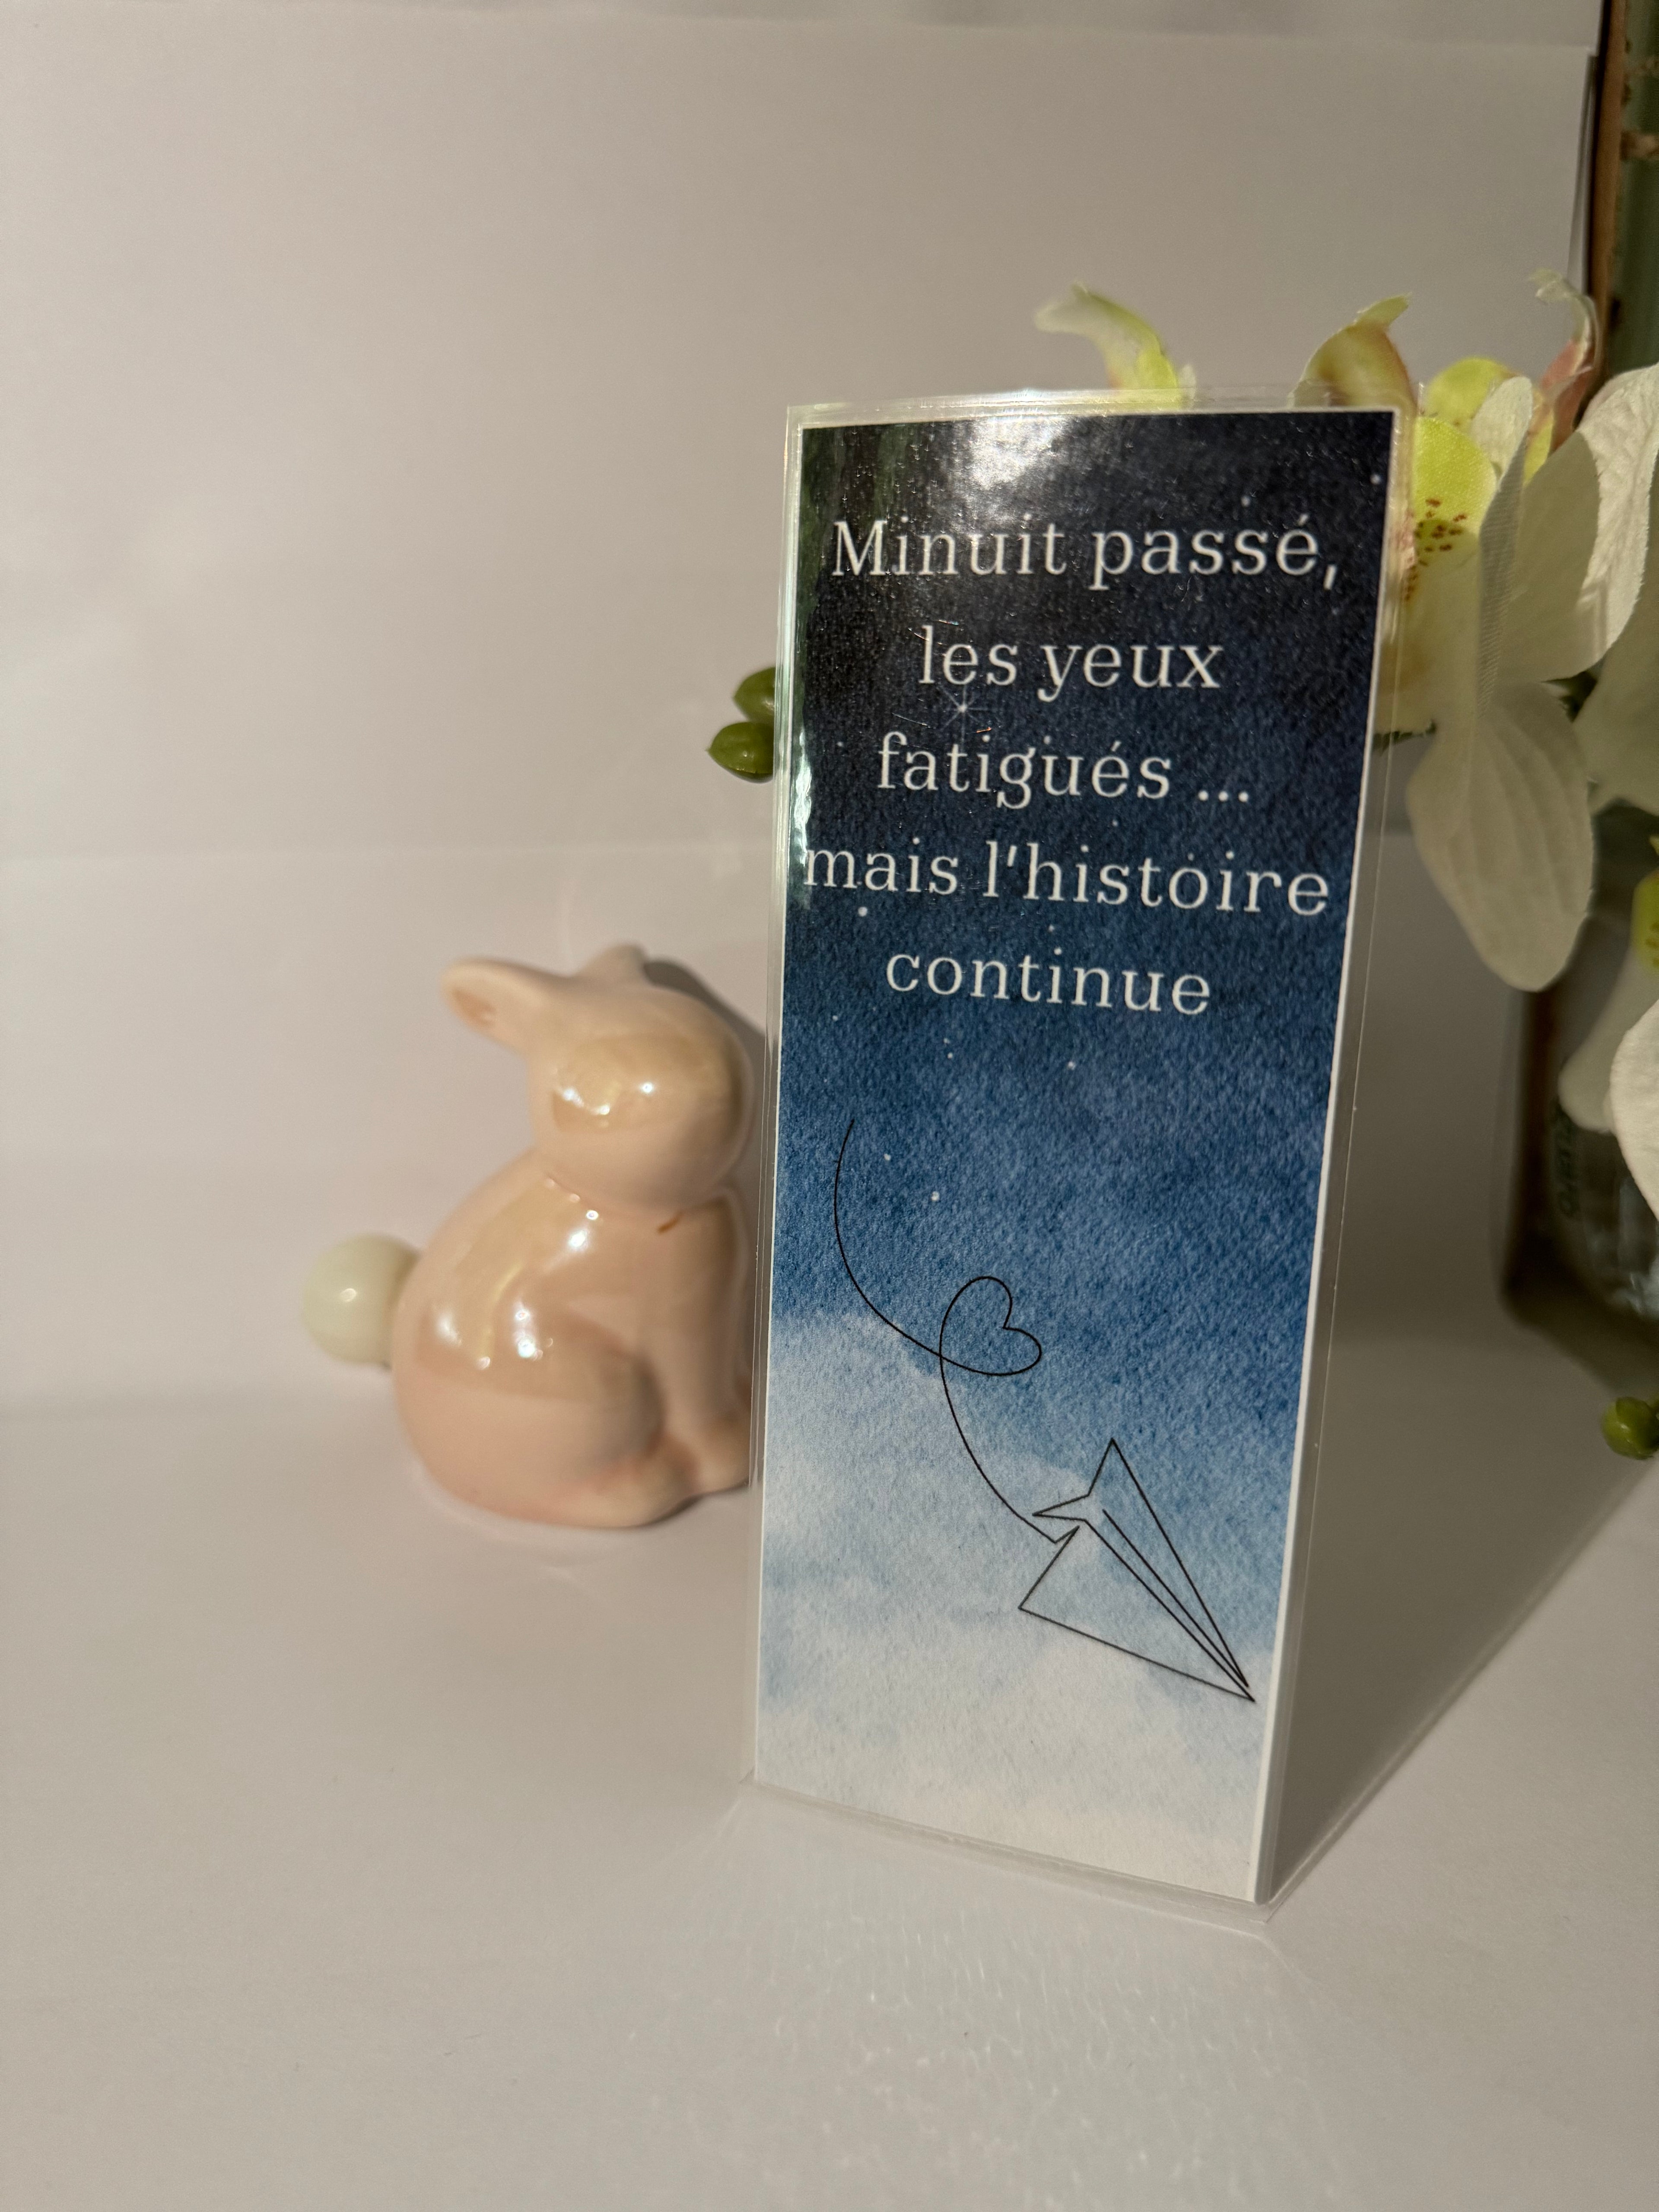 Minuit passé,
les yeux
fatigués ...
mais l'histoire
continue